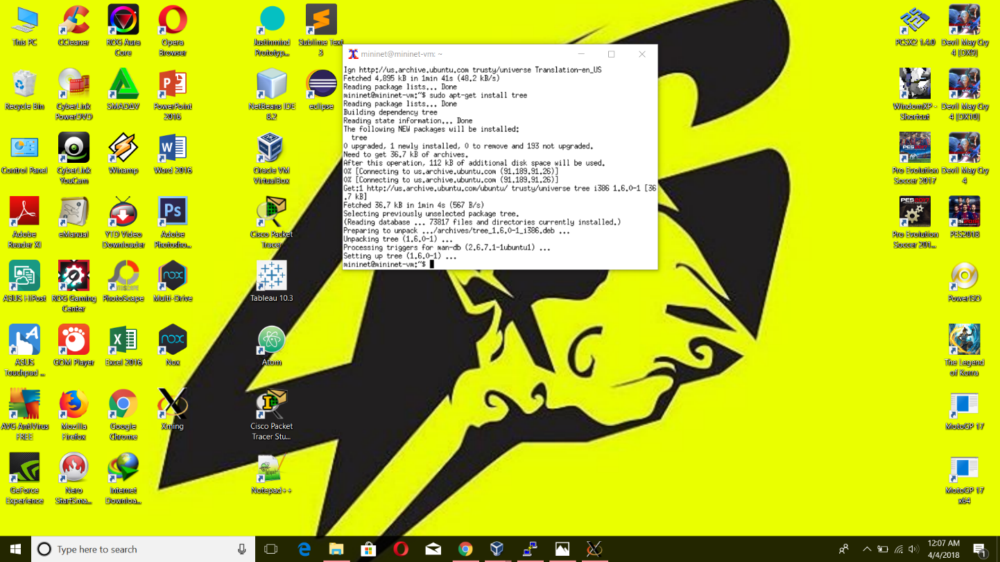 This PC
CCleaner
ROG Aura
Core
Opera
Browser
Justinmind
Prototyp...
Sublime Text
3
PCSX2 1.4.0
Devil May Cry
4 [DX9]
Recycle Bin
CyberLink
PowerDVD
SMADAV
PowerPoint
2016
NetBeans IDE
8.2
eclipse
WindomXP -
Shortcut
Devil May Cry
4 [DX10]
Control Panel
CyberLink
YouCam
Winamp
Word 2016
Oracle VM
VirtualBox
Pro Evolution
Soccer 2017
Devil May Cry
4
Adobe
Reader XI
eManual
YTD Video
Downloader
Adobe
Photosho...
Cisco Packet
Tracer
Pro Evolution
Soccer 201...
PES2018
ASUS HiPost
ROG Gaming
Center
PhotoScape
Multi-Drive
Tableau 10.3
PowerISO
ASUS
Touchpad ...
GOM Player
Excel 2016
Nox
Atom
The Legend
of Korra
AVG AntiVirus
FREE
Mozilla
Firefox
Google
Chrome
Xming
Cisco Packet
Tracer Stu...
MotoGP 17
GeForce
Experience
Nero
StartSma...
Internet
Downloa...
Notepad++
MotoGP 17
x64
mininet@mininet-vm: ~
Ign http://us.archive.ubuntu.com trusty/universe Translation-en_US
Fetched 4,895 kB in 1min 41s (48.2 kB/s)
Reading package lists... Done
mininet@mininet-vm:~$ sudo apt-get install tree
Reading package lists... Done
Building dependency tree
Reading state information... Done
The following NEW packages will be installed:
tree
0 upgraded, 1 newly installed, 0 to remove and 193 not upgraded.
Need to get 36.7 kB of archives.
After this operation, 112 kB of additional disk space will be used.
0% [Connecting to us.archive.ubuntu.com (91.189.91.26)]
0% [Connecting to us.archive.ubuntu.com (91.189.91.26)]
Get:1 http://us.archive.ubuntu.com/ubuntu/ trusty/universe tree i386 1.6.0-1 [36
.7 kB]
Fetched 36.7 kB in 1min 4s (567 B/s)
Selecting previously unselected package tree.
(Reading database ... 73817 files and directories currently installed.)
Preparing to unpack .../archives/tree_1.6.0-1_i386.deb ...
Unpacking tree (1.6.0-1) ...
Processing triggers for man-db (2.6.7.1-1ubuntu1) ...
Setting up tree (1.6.0-1) ...
mininet@mininet-vm:~$
Type here to search
12:07 AM
4/4/2018
1